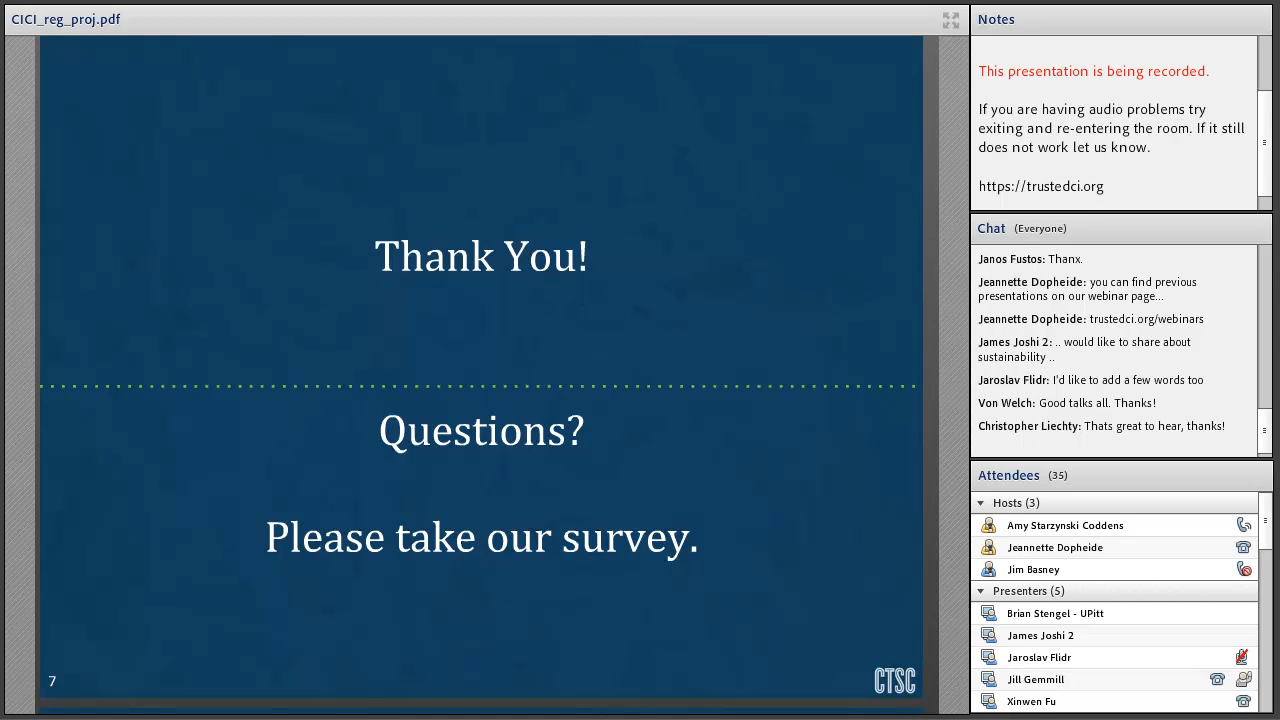 CICI_reg_proj.pdf
Thank You!
Questions?
Please take our survey.
7
CTSC
Notes
This presentation is being recorded.
If you are having audio problems try
exiting and re-entering the room. If it still
does not work let us know.
https://trustedci.org
Chat (Everyone)
Janos Fustos: Thanx.
Jeannette Dopheide: you can find previous
presentations on our webinar page...
Jeannette Dopheide: trustedci.org/webinars
James Joshi 2: .. would like to share about
sustainability ..
Jaroslav Flidr: I'd like to add a few words too
Von Welch: Good talks all. Thanks!
Christopher Liechty: Thats great to hear, thanks!
Attendees (35)
Hosts (3)
Amy Starzynski Coddens
Jeannette Dopheide
Jim Basney
Presenters (5)
Brian Stengel - UPitt
James Joshi 2
Jaroslav Flidr
Jill Gemmill
Xinwen Fu